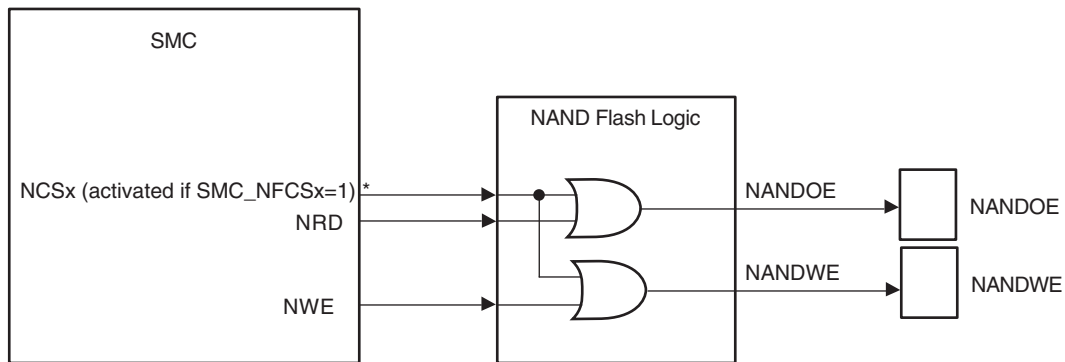 SMC
NAND Flash Logic
NCSx (activated if SMC_NFCSx=1) *
NANDOE
NANDOE
NRD
NANDWE
NANDWE
NWE